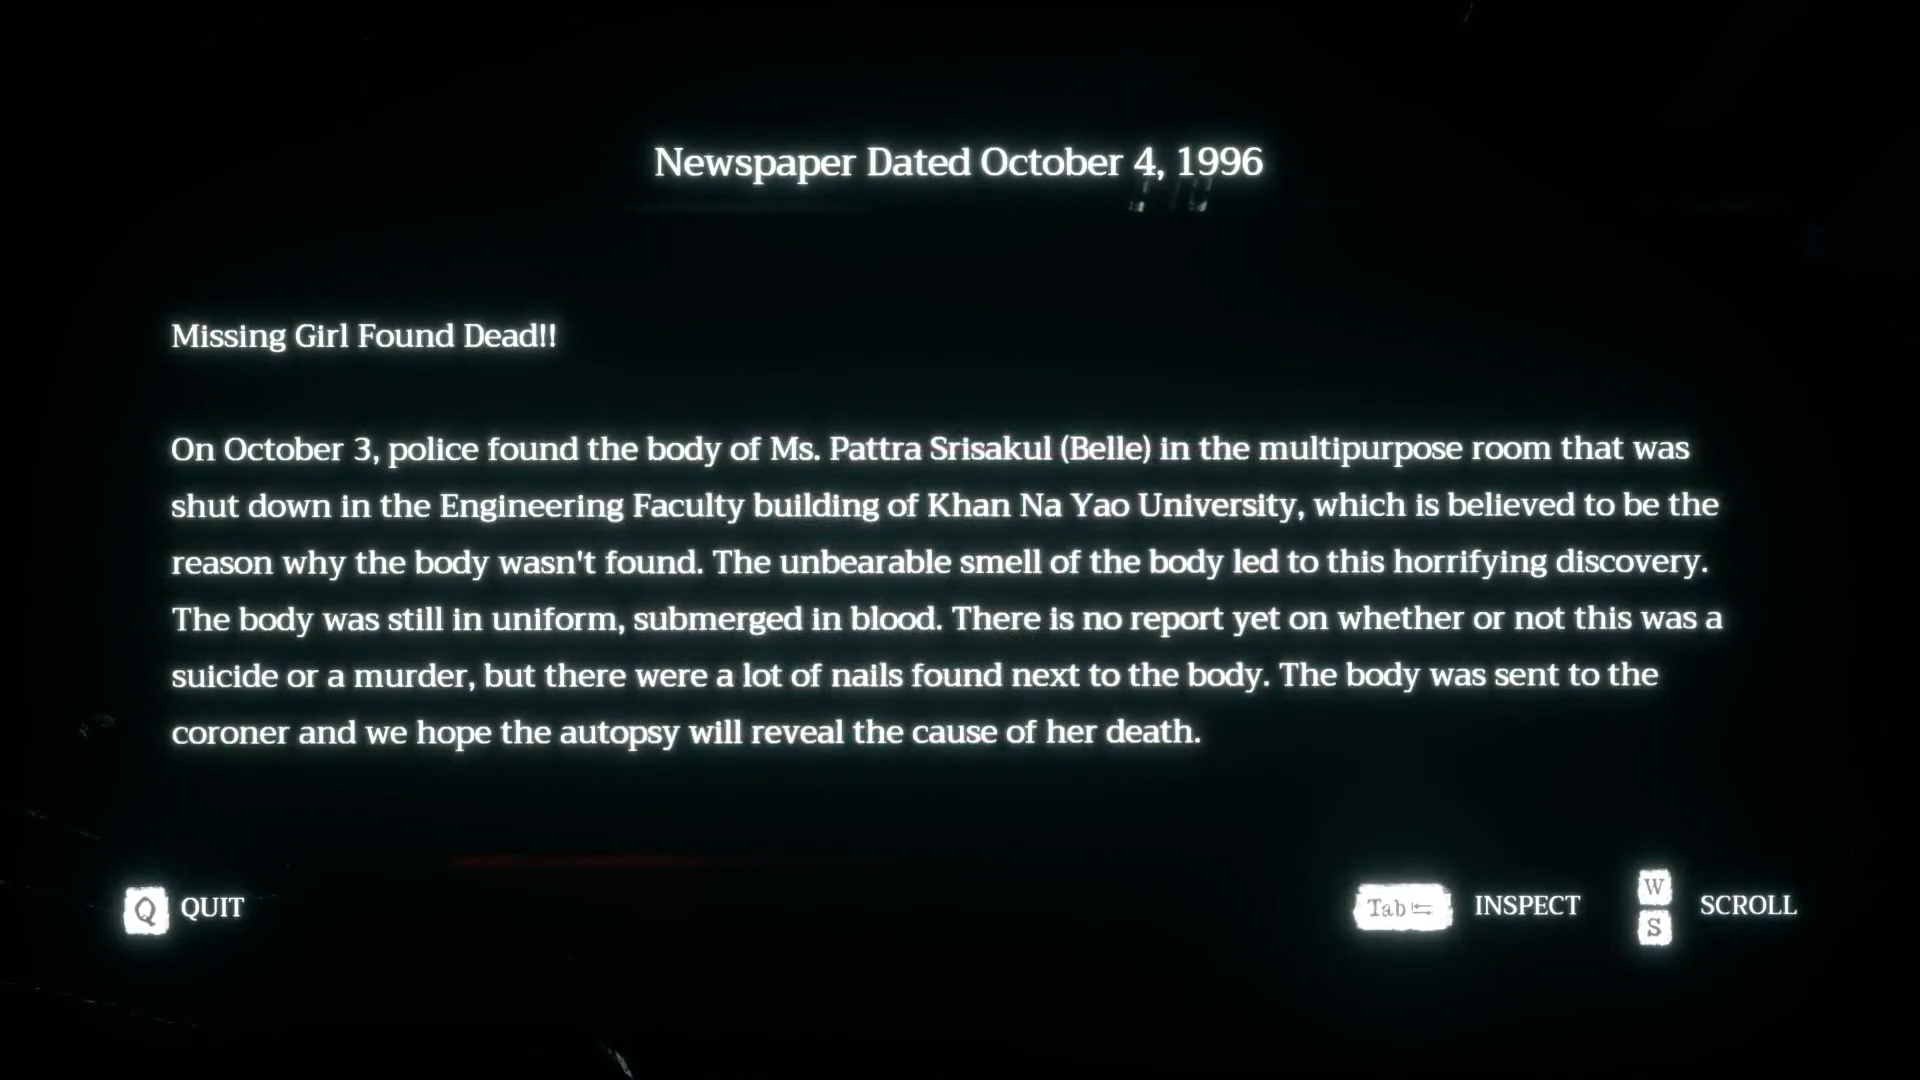 Newspaper Dated October 4, 1996
Missing Girl Found Dead!!
On October 3, police found the body of Ms. Pattra Srisakul (Belle) in the multipurpose room that was
shut down in the Engineering Faculty building of Khan Na Yao University, which is believed to be the
reason why the body wasn't found. The unbearable smell of the body led to this horrifying discovery.
The body was still in uniform, submerged in blood. There is no report yet on whether or not this was a
suicide or a murder, but there were a lot of nails found next to the body. The body was sent to the
coroner and we hope the autopsy will reveal the cause of her death.
Q QUIT
Tab INSPECT
W
S
SCROLL